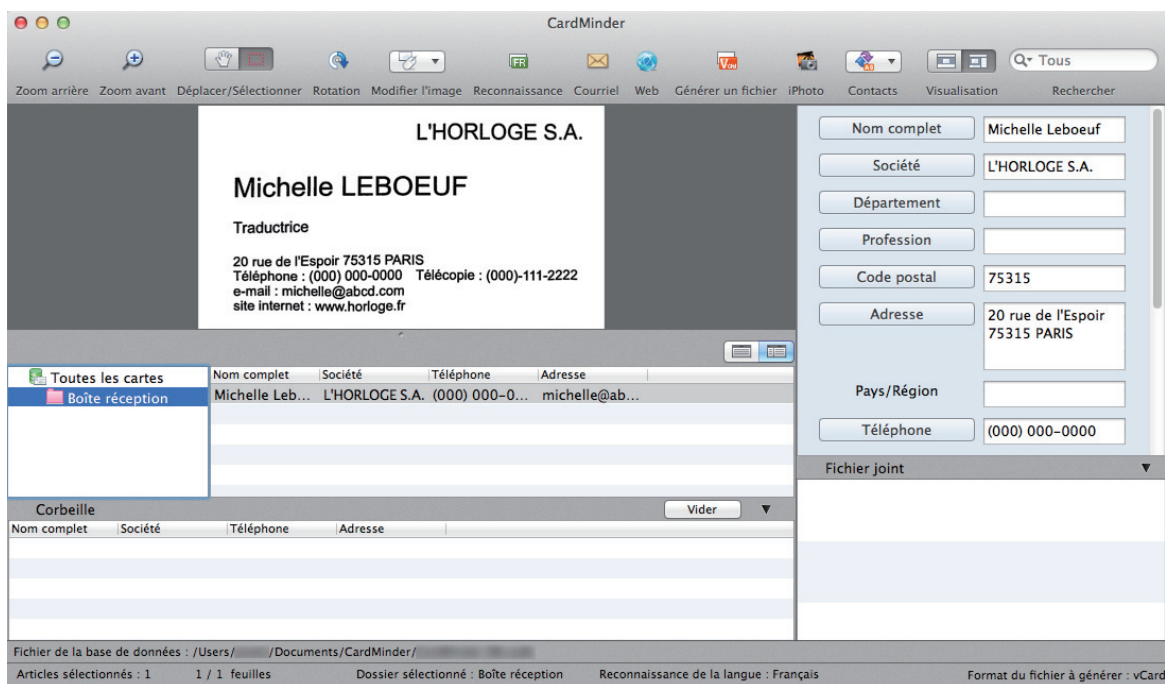 CardMinder
FR
VCARD
Tous
Zoom arrière Zoom avant Déplacer/Sélectionner Rotation Modifier l'image Reconnaissance Courriel Web Générer un fichier iPhoto Contacts Visualisation Rechercher
L'HORLOGE S.A.
Michelle LEBOEUF
Traductrice
20 rue de l'Espoir 75315 PARIS
Téléphone : (000) 000-0000 Télécopie : (000)-111-2222
e-mail : michelle@abcd.com
site internet : www.horloge.fr
Nom complet Michelle Leboeuf
Société L'HORLOGE S.A.
Département
Profession
Code postal 75315
Adresse 20 rue de l'Espoir
75315 PARIS
Pays/Région
Téléphone (000) 000-0000
Fichier joint
Toutes les cartes
Boîte réception
Nom complet Société Téléphone Adresse
Michelle Leb... L'HORLOGE S.A. (000) 000-0... michelle@ab...
Corbeille Vider
Nom complet Société Téléphone Adresse
Fichier de la base de données : /Users/ /Documents/CardMinder/
Articles sélectionnés : 1 1 / 1 feuilles Dossier sélectionné : Boîte réception Reconnaissance de la langue : Français Format du fichier à générer : vCard